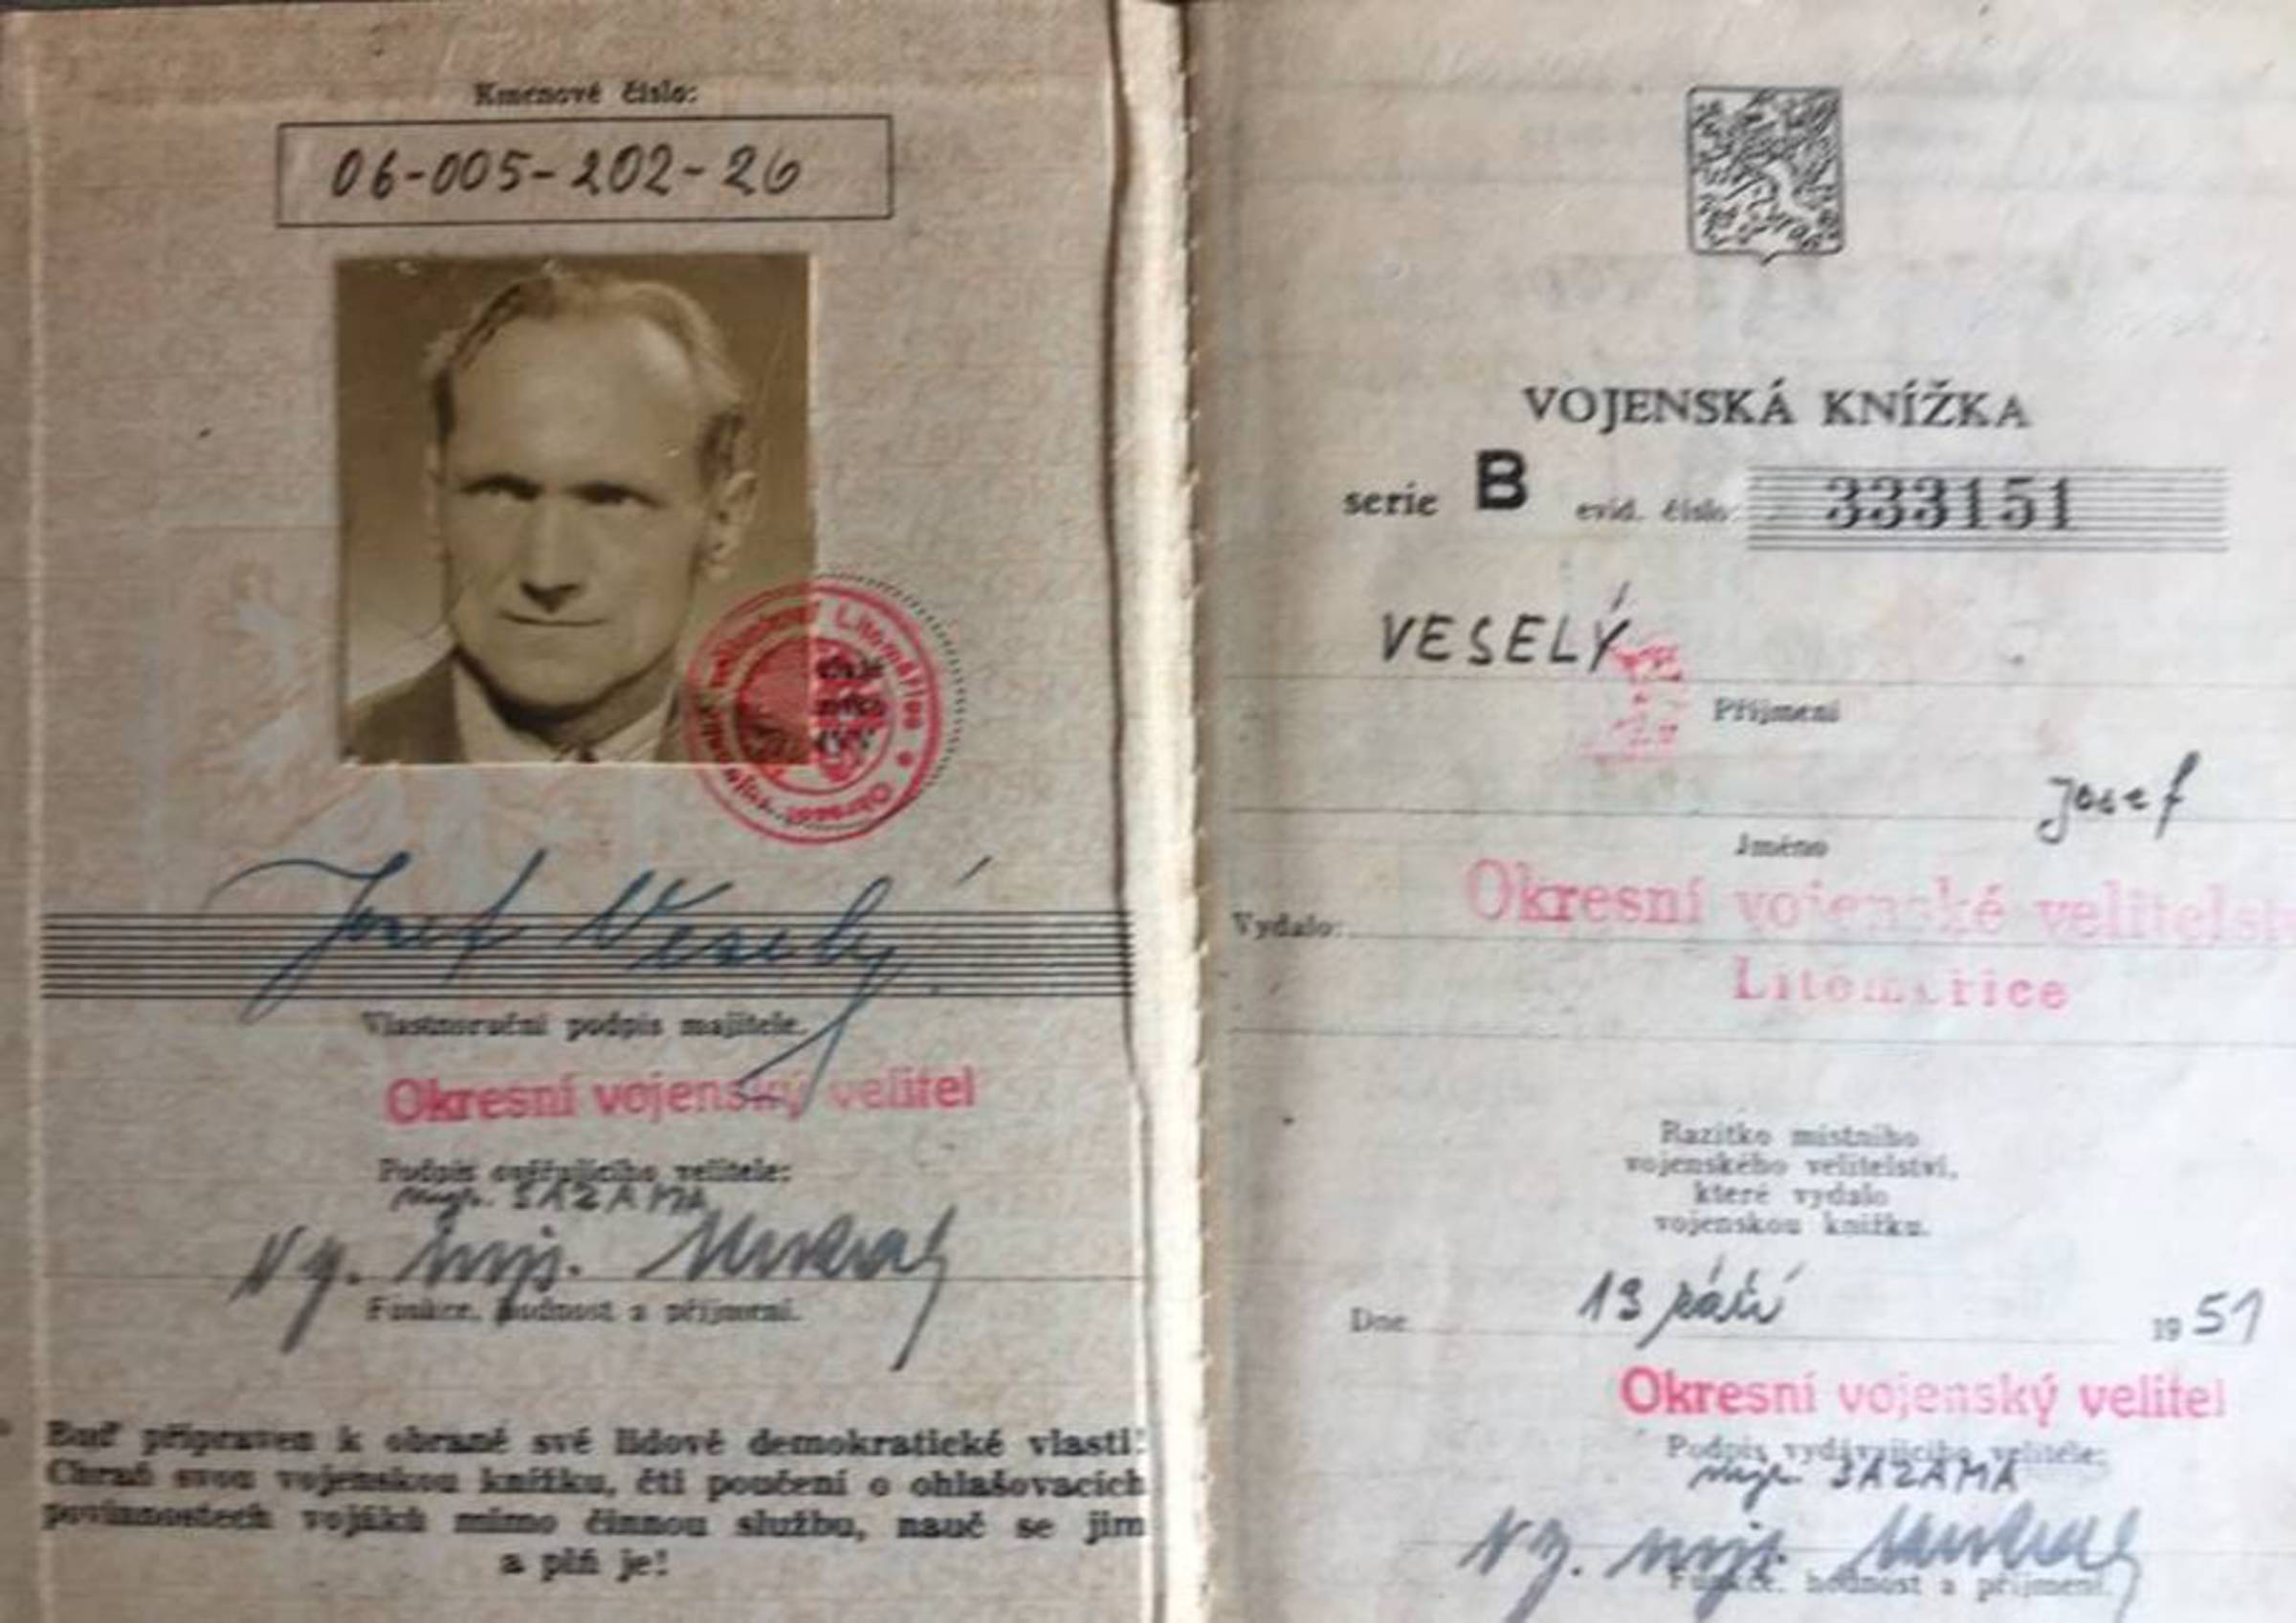 Kmenové číslo:
06-005-202-26
Josef Veselý
Vlastnoruční podpis majitele.
Okresní vojenský velitel
Podpis ověřujícího velitele:
mjr. SAZAMA
Funkce, hodnost a příjmení.
Buď připraven k obraně své lidově demokratické vlasti!
Chraň svou vojenskou knížku, čti poučení o ohlašovacích
povinnostech vojáků mimo činnou službu, nauč se jim
a plň je!
VOJENSKÁ KNÍŽKA
serie B evid. číslo: 333151
VESELÝ
Příjmení
Josef
Jméno
Vydalo: Okresní vojenské velitelst
Litoměřice
Razítko místního
vojenského velitelství,
které vydalo
vojenskou knížku.
Dne 13 září 1951
Okresní vojenský velitel
Podpis vydávajícího velitele:
mjr. SAZAMA
Funkce, hodnost a příjmení.